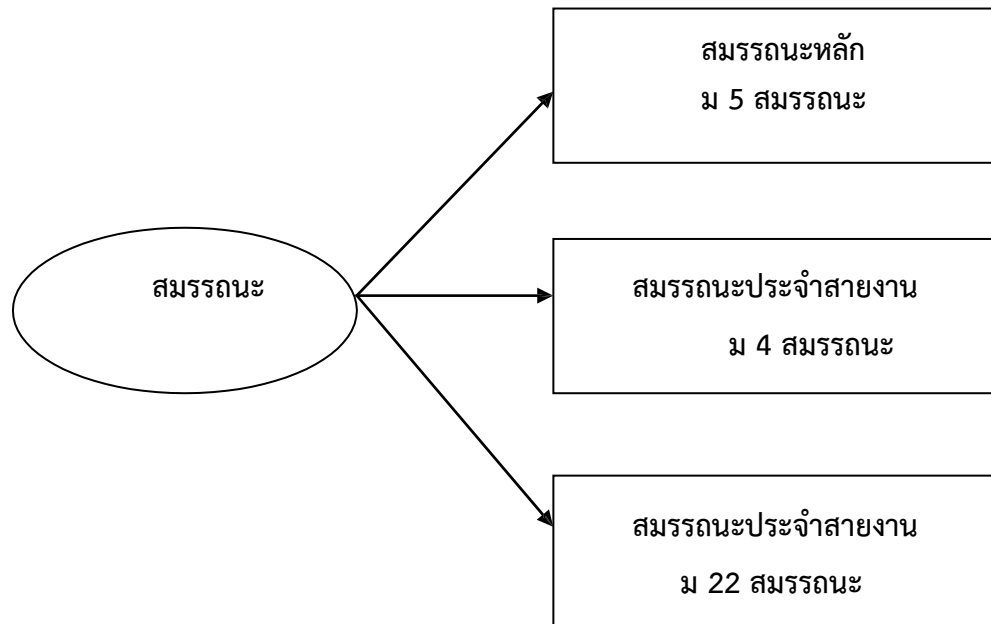 สมรรถนะหลัก
ม 5 สมรรถนะ
สมรรถนะ
สมรรถนะประจำสายงาน
ม 4 สมรรถนะ
สมรรถนะประจำสายงาน
ม 22 สมรรถนะ